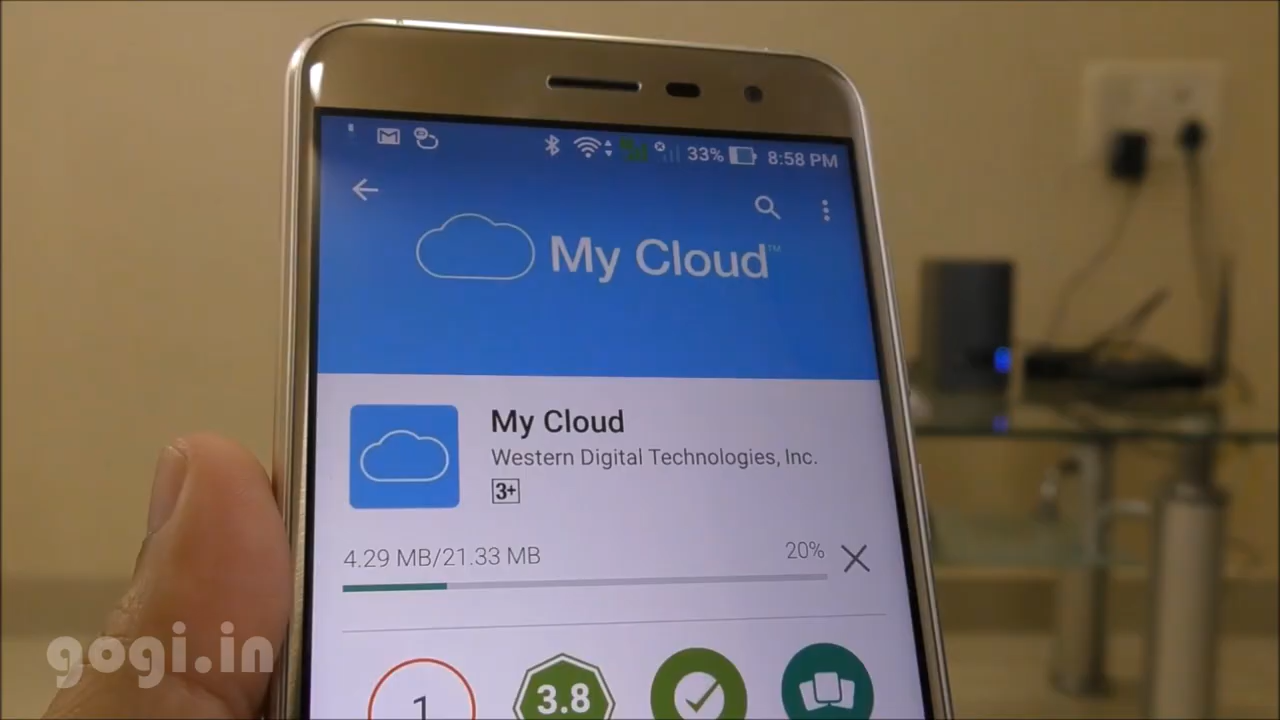 33% 8:58 PM
My Cloud™
My Cloud
Western Digital Technologies, Inc.
3+
4.29 MB/21.33 MB 20%
1 3.8
gogi.in